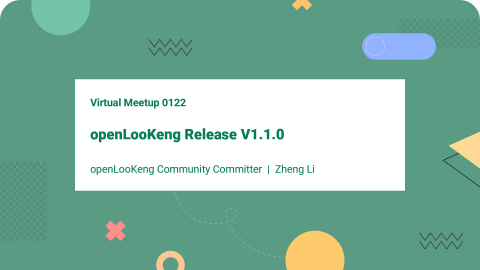 Virtual Meetup 0122
openLooKeng Release V1.1.0
openLooKeng Community Committer | Zheng Li